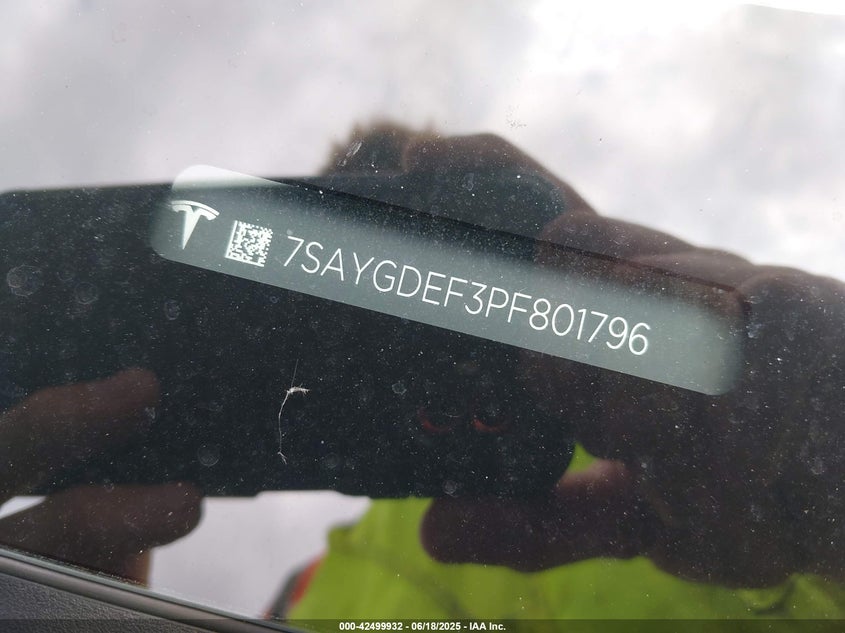 7SAYGDEF3PF801796
000-42499932 - 06/18/2025 - IAA Inc.